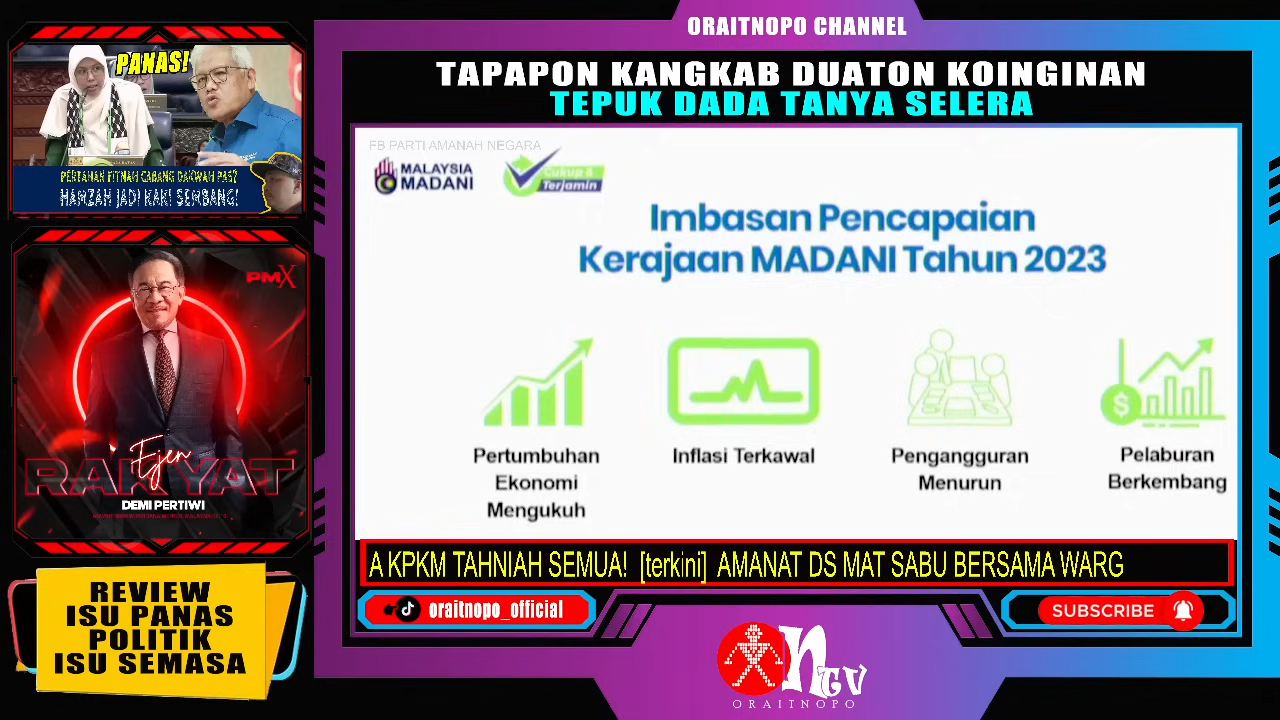 ORAITNOPO CHANNEL
TAPAPON KANGKAB DUATON KOINGINAN
TEPUK DADA TANYA SELERA
PANAS!
HAMZAH JADI KAKI SEMBANG!
PMX
Ejen
RAKYAT
DEMI PERTIWI
REVIEW
ISU PANAS
POLITIK
ISU SEMASA
FB PARTI AMANAH NEGARA
MALAYSIA
MADANI
Cukup &
Terjamin
Imbasan Pencapaian
Kerajaan MADANI Tahun 2023
Pertumbuhan
Ekonomi
Mengukuh
Inflasi Terkawal
Pengangguran
Menurun
Pelaburan
Berkembang
A KPKM TAHNIAH SEMUA! [terkini] AMANAT DS MAT SABU BERSAMA WARG
oraitnopo_official
SUBSCRIBE
nTV
ORAITNOPO